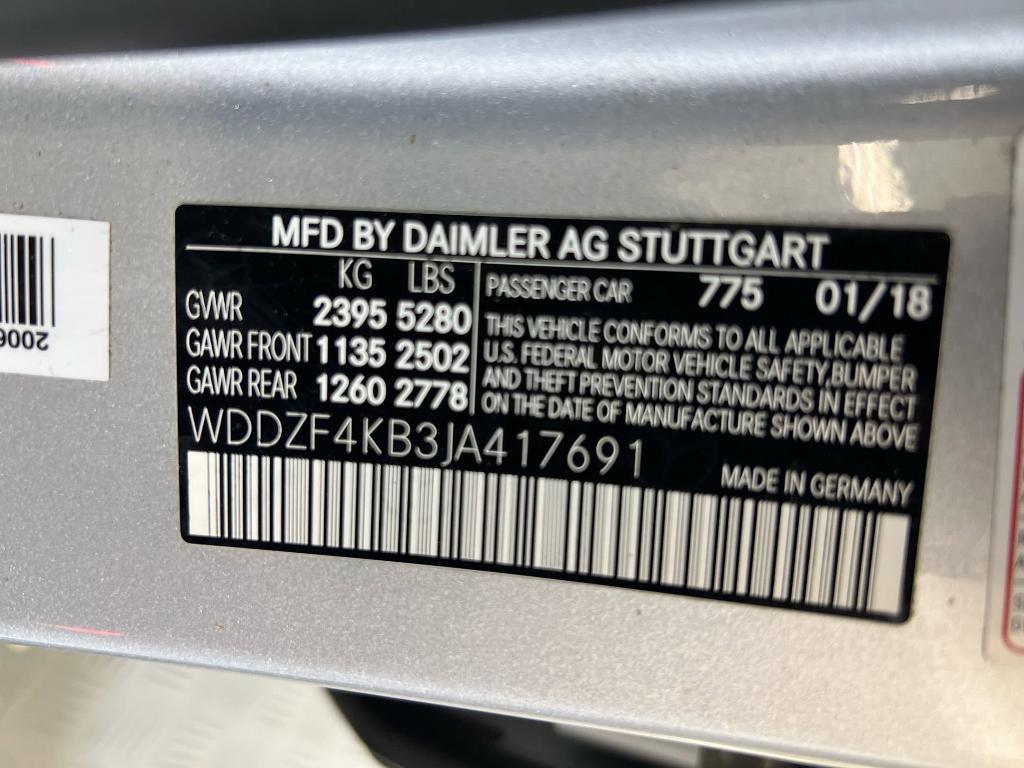 MFD BY DAIMLER AG STUTTGART
KG LBS
GVWR 2395 5280
GAWR FRONT 1135 2502
GAWR REAR 1260 2778
PASSENGER CAR 775 01/18
THIS VEHICLE CONFORMS TO ALL APPLICABLE
U.S. FEDERAL MOTOR VEHICLE SAFETY,BUMPER
AND THEFT PREVENTION STANDARDS IN EFFECT
ON THE DATE OF MANUFACTURE SHOWN ABOVE
WDDZF4KB3JA417691
MADE IN GERMANY
2006